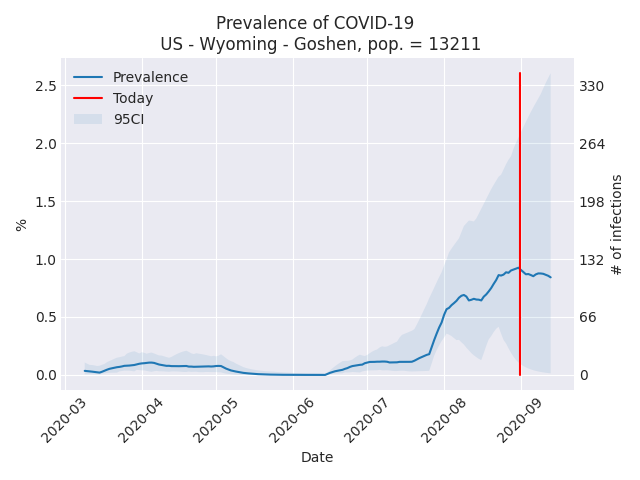 Prevalence of COVID-19
US - Wyoming - Goshen, pop. = 13211
Prevalence
Today
95CI
2.5
2.0
1.5
1.0
0.5
0.0
%
330
264
198
132
66
0
# of infections
2020-03
2020-04
2020-05
2020-06
2020-07
2020-08
2020-09
Date